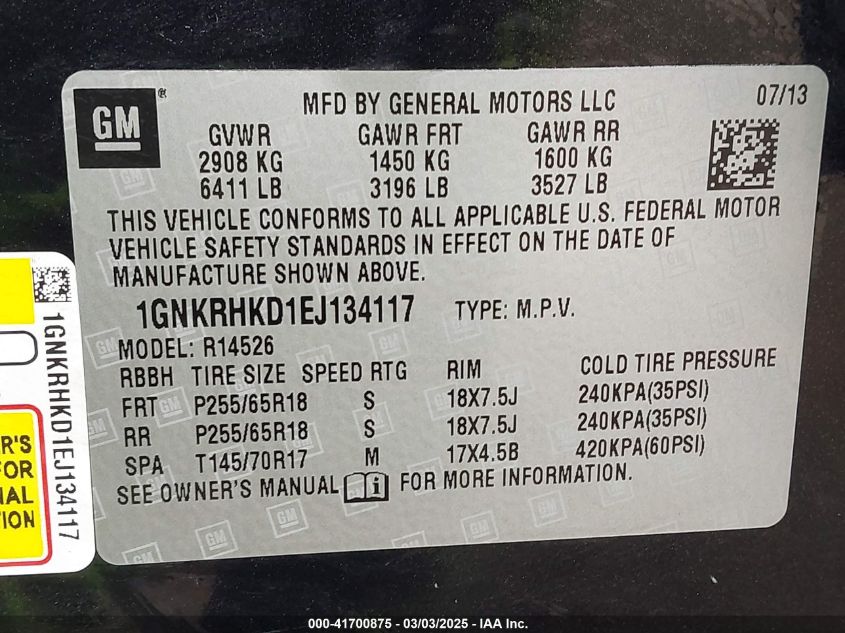 GM®
MFD BY GENERAL MOTORS LLC
07/13
GVWR GAWR FRT GAWR RR
2908 KG 1450 KG 1600 KG
6411 LB 3196 LB 3527 LB
THIS VEHICLE CONFORMS TO ALL APPLICABLE U.S. FEDERAL MOTOR
VEHICLE SAFETY STANDARDS IN EFFECT ON THE DATE OF
MANUFACTURE SHOWN ABOVE.
1GNKRHKD1EJ134117 TYPE: M.P.V.
MODEL: R14526
RBBH TIRE SIZE SPEED RTG RIM COLD TIRE PRESSURE
FRT P255/65R18 S 18X7.5J 240KPA(35PSI)
RR P255/65R18 S 18X7.5J 240KPA(35PSI)
SPA T145/70R17 M 17X4.5B 420KPA(60PSI)
SEE OWNER'S MANUAL i FOR MORE INFORMATION.
1GNKRHKD1EJ134117
R'S
FOR
NAL
TION
000-41700875 - 03/03/2025 - IAA Inc.